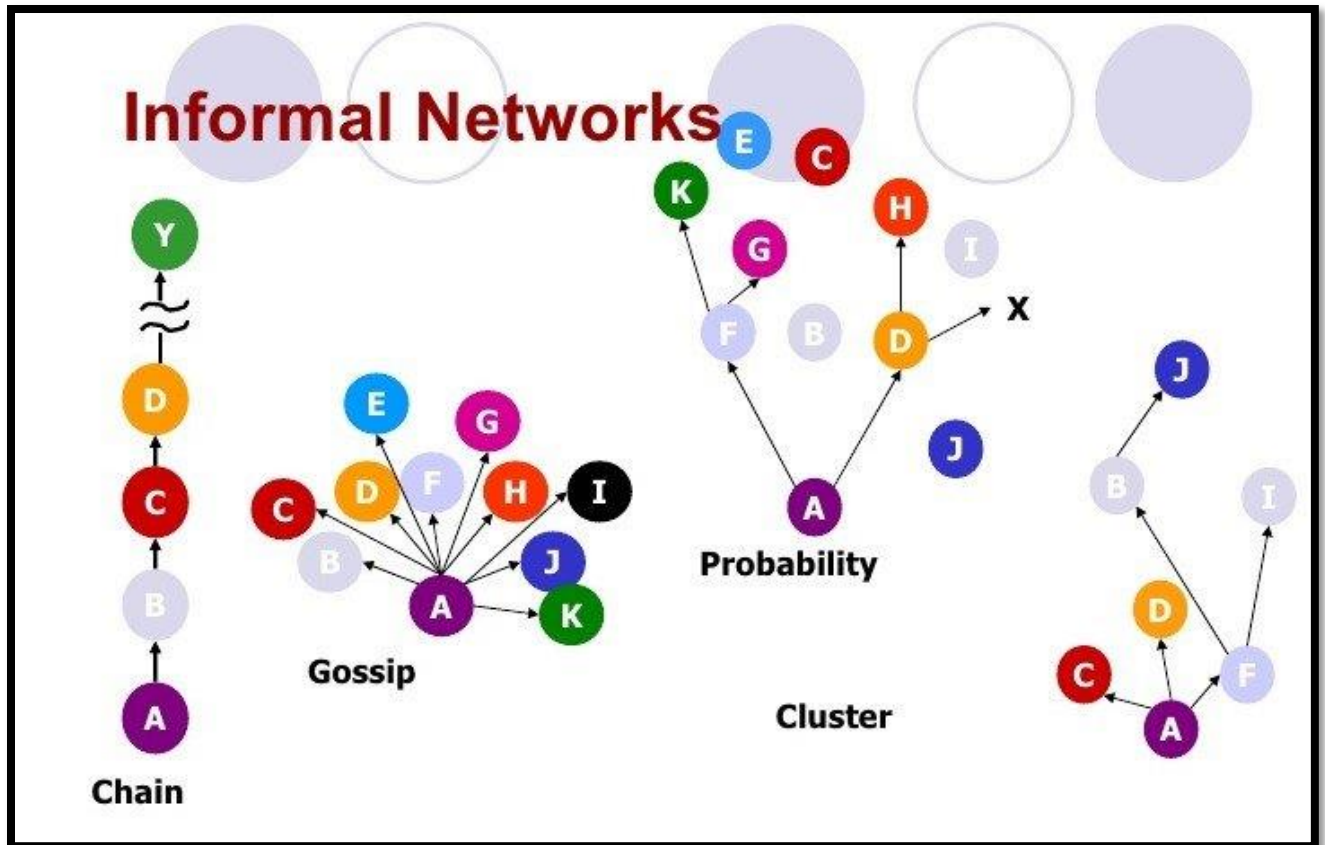 Informal Networks
Y
D
C
B
A
Chain
E
G
D
F
H
I
C
B
J
A
K
Gossip
E
C
K
H
G
I
X
F
B
D
J
A
Probability
J
B
I
D
C
F
A
Cluster